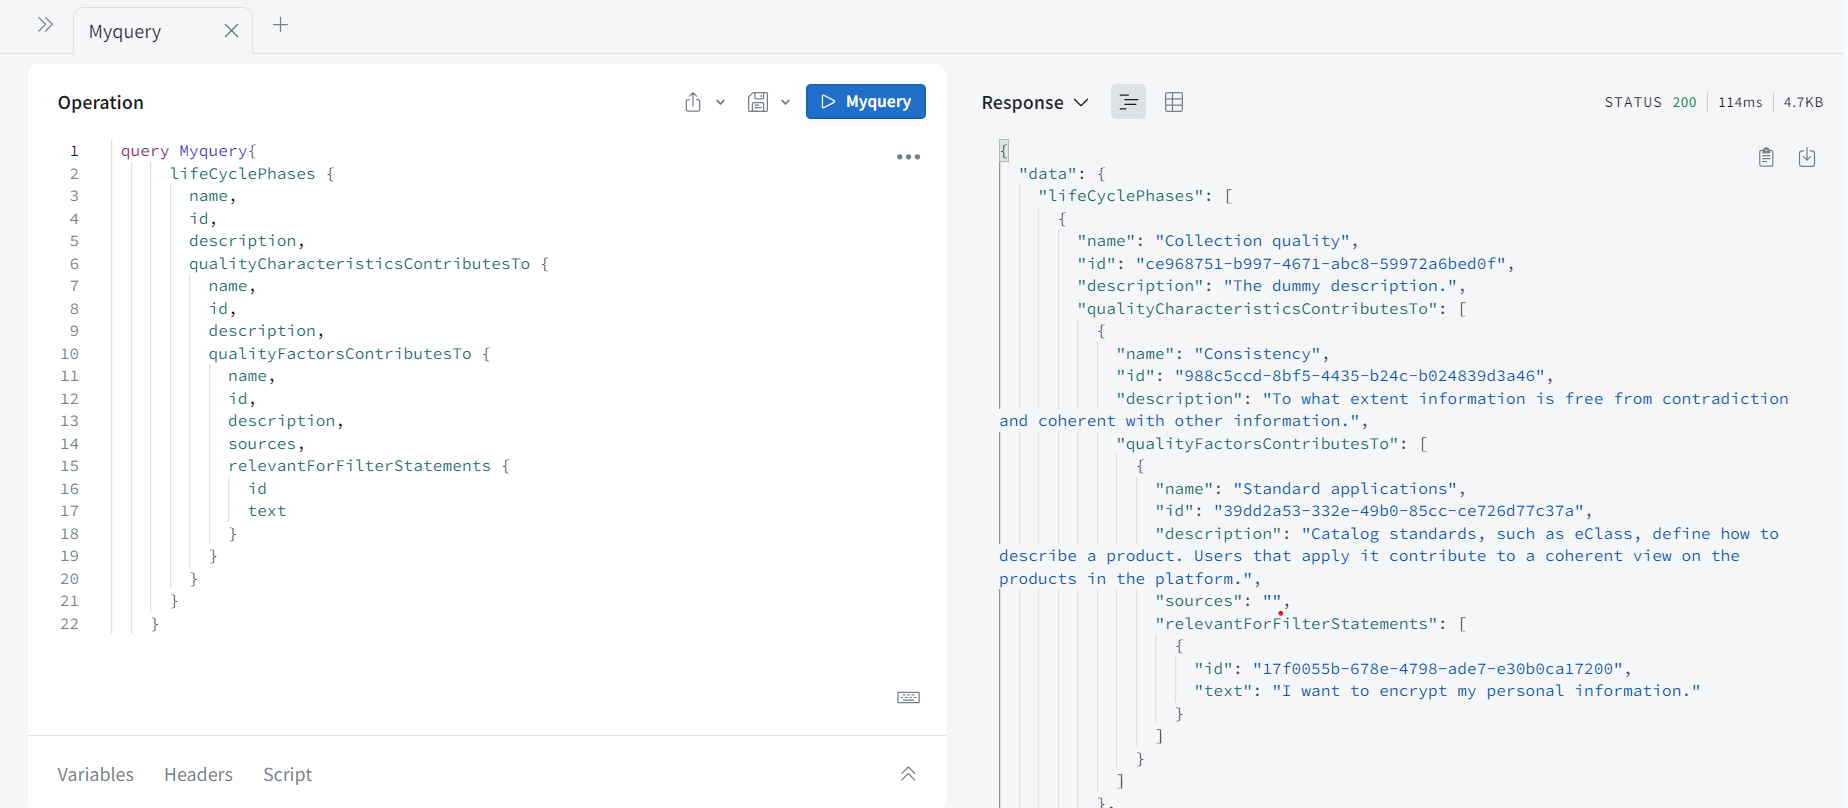 Myquery
Operation
Myquery
1 query Myquery{
2 lifeCyclePhases {
3 name,
4 id,
5 description,
6 qualityCharacteristicsContributesTo {
7 name,
8 id,
9 description,
10 qualityFactorsContributesTo {
11 name,
12 id,
13 description,
14 sources,
15 relevantForFilterStatements {
16 id
17 text
18 }
19 }
20 }
21 }
22 }
Variables Headers Script
Response
STATUS 200 114ms 4.7KB
{
"data": {
"lifeCyclePhases": [
{
"name": "Collection quality",
"id": "ce968751-b997-4671-abc8-59972a6bed0f",
"description": "The dummy description.",
"qualityCharacteristicsContributesTo": [
{
"name": "Consistency",
"id": "988c5ccd-8bf5-4435-b24c-b024839d3a46",
"description": "To what extent information is free from contradiction
and coherent with other information.",
"qualityFactorsContributesTo": [
{
"name": "Standard applications",
"id": "39dd2a53-332e-49b0-85cc-ce726d77c37a",
"description": "Catalog standards, such as eClass, define how to
describe a product. Users that apply it contribute to a coherent view on the
products in the platform.",
"sources": "",
"relevantForFilterStatements": [
{
"id": "17f0055b-678e-4798-ade7-e30b0ca17200",
"text": "I want to encrypt my personal information."
}
]
}
]
},